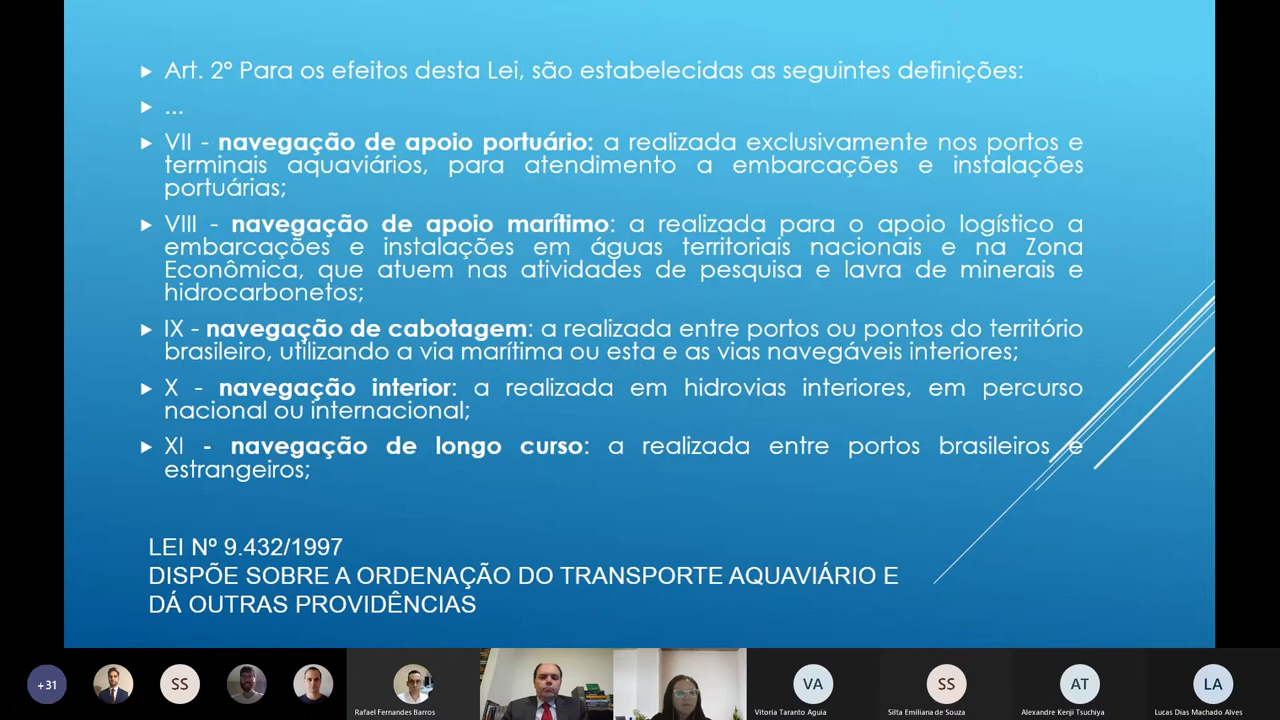 Art. 2º Para os efeitos desta Lei, são estabelecidas as seguintes definições:
...
VII - navegação de apoio portuário: a realizada exclusivamente nos portos e
terminais aquaviários, para atendimento a embarcações e instalações
portuárias;
VIII - navegação de apoio marítimo: a realizada para o apoio logístico a
embarcações e instalações em águas territoriais nacionais e na Zona
Econômica, que atuem nas atividades de pesquisa e lavra de minerais e
hidrocarbonetos;
IX - navegação de cabotagem: a realizada entre portos ou pontos do território
brasileiro, utilizando a via marítima ou esta e as vias navegáveis interiores;
X - navegação interior: a realizada em hidrovias interiores, em percurso
nacional ou internacional;
XI - navegação de longo curso: a realizada entre portos brasileiros e
estrangeiros;
LEI Nº 9.432/1997
DISPÕE SOBRE A ORDENAÇÃO DO TRANSPORTE AQUAVIÁRIO E
DÁ OUTRAS PROVIDÊNCIAS
+31
SS
VA
SS
AT
LA
Rafael Fernandes Barros
Vitoria Taranto Aguia
Silta Emiliana de Souza
Alexandre Kenji Tsuchiya
Lucas Dias Machado Alves